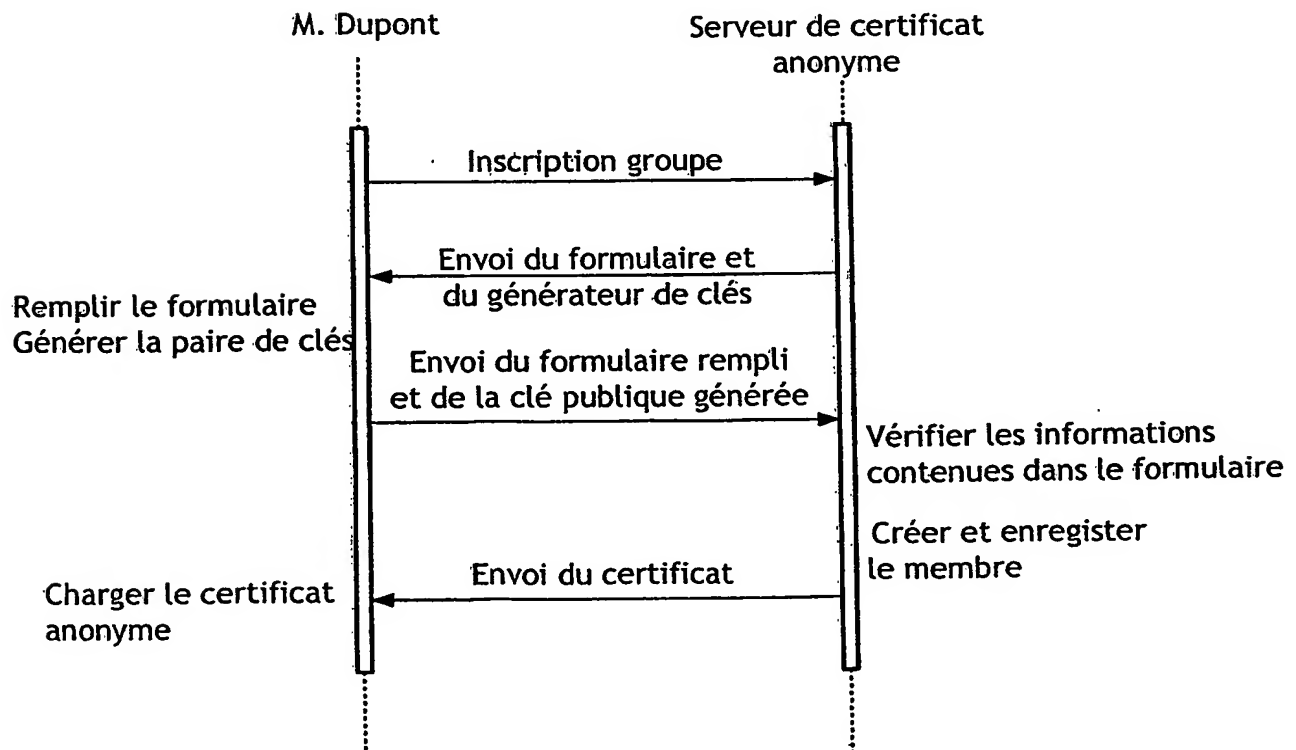 M. Dupont
Serveur de certificat
anonyme
Inscription groupe
Envoi du formulaire et
du générateur de clés
Remplir le formulaire
Générer la paire de clés
Envoi du formulaire rempli
et de la clé publique générée
Vérifier les informations
contenues dans le formulaire
Créer et enregister
le membre
Envoi du certificat
Charger le certificat
anonyme